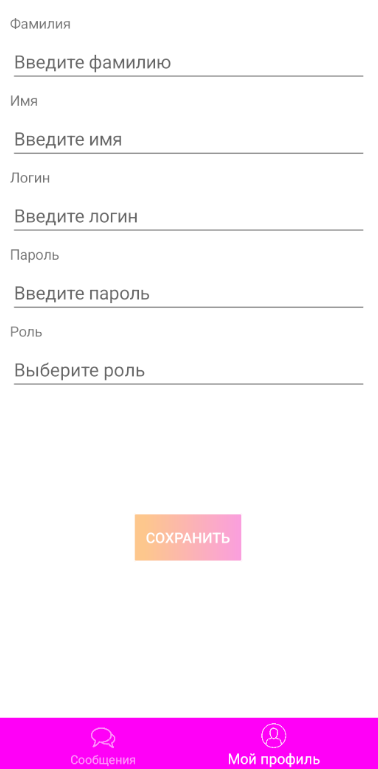 Фамилия
Введите фамилию
Имя
Введите имя
Логин
Введите логин
Пароль
Введите пароль
Роль
Выберите роль
СОХРАНИТЬ
Сообщения
Мой профиль